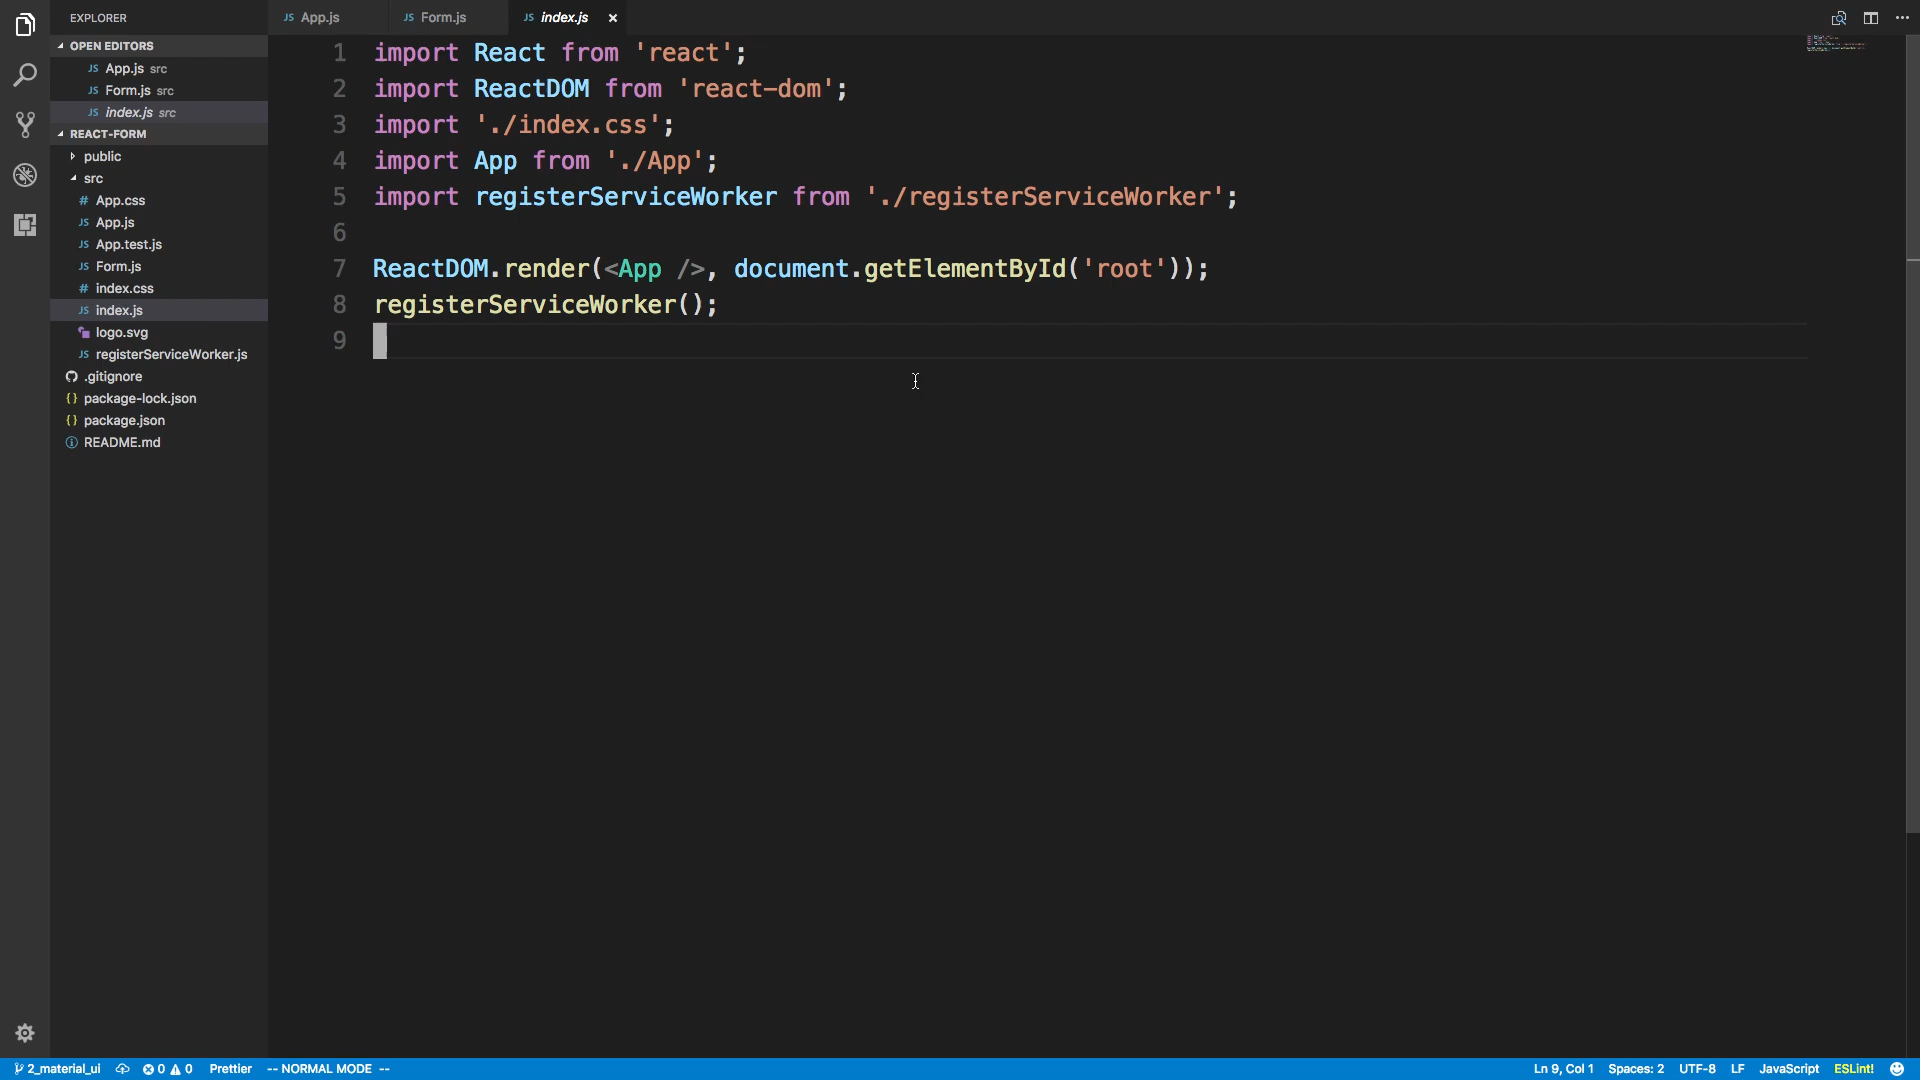 EXPLORER
OPEN EDITORS
JS App.js src
JS Form.js src
JS index.js src
REACT-FORM
public
src
# App.css
JS App.js
JS App.test.js
JS Form.js
# index.css
JS index.js
logo.svg
JS registerServiceWorker.js
.gitignore
{} package-lock.json
{} package.json
README.md
JS App.js JS Form.js JS index.js ×
1 import React from 'react';
2 import ReactDOM from 'react-dom';
3 import './index.css';
4 import App from './App';
5 import registerServiceWorker from './registerServiceWorker';
6
7 ReactDOM.render(<App />, document.getElementById('root'));
8 registerServiceWorker();
9
2_material_ui 0 0 Prettier -- NORMAL MODE -- Ln 9, Col 1 Spaces: 2 UTF-8 LF JavaScript ESLint!